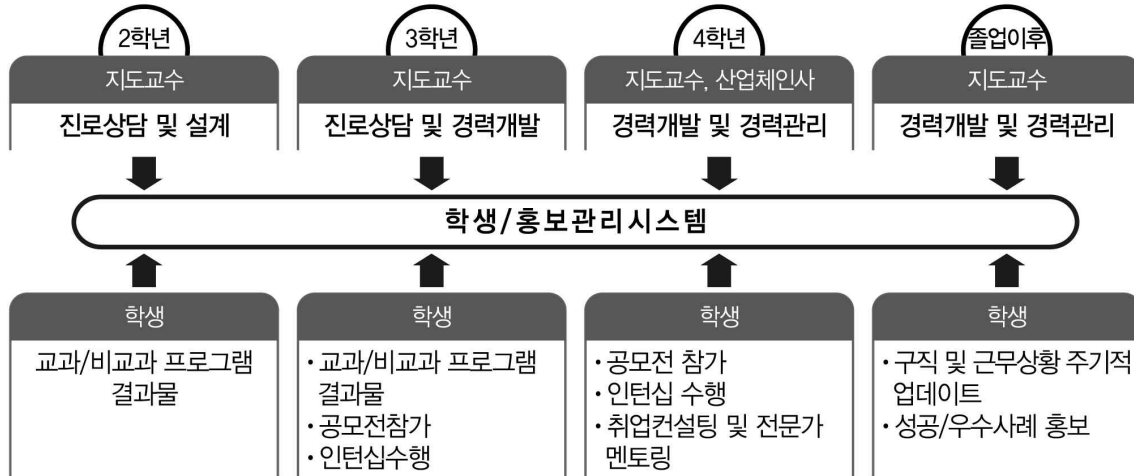 2학년
3학년
4학년
졸업이후
지도교수
지도교수
지도교수, 산업체인사
지도교수
진로상담 및 설계
진로상담 및 경력개발
경력개발 및 경력관리
경력개발 및 경력관리
학생/홍보관리시스템
학생
교과/비교과 프로그램
결과물
학생
· 교과/비교과 프로그램
결과물
· 공모전참가
· 인턴십수행
학생
· 공모전 참가
· 인턴십 수행
· 취업컨설팅 및 전문가
멘토링
학생
· 구직 및 근무상황 주기적
업데이트
· 성공/우수사례 홍보